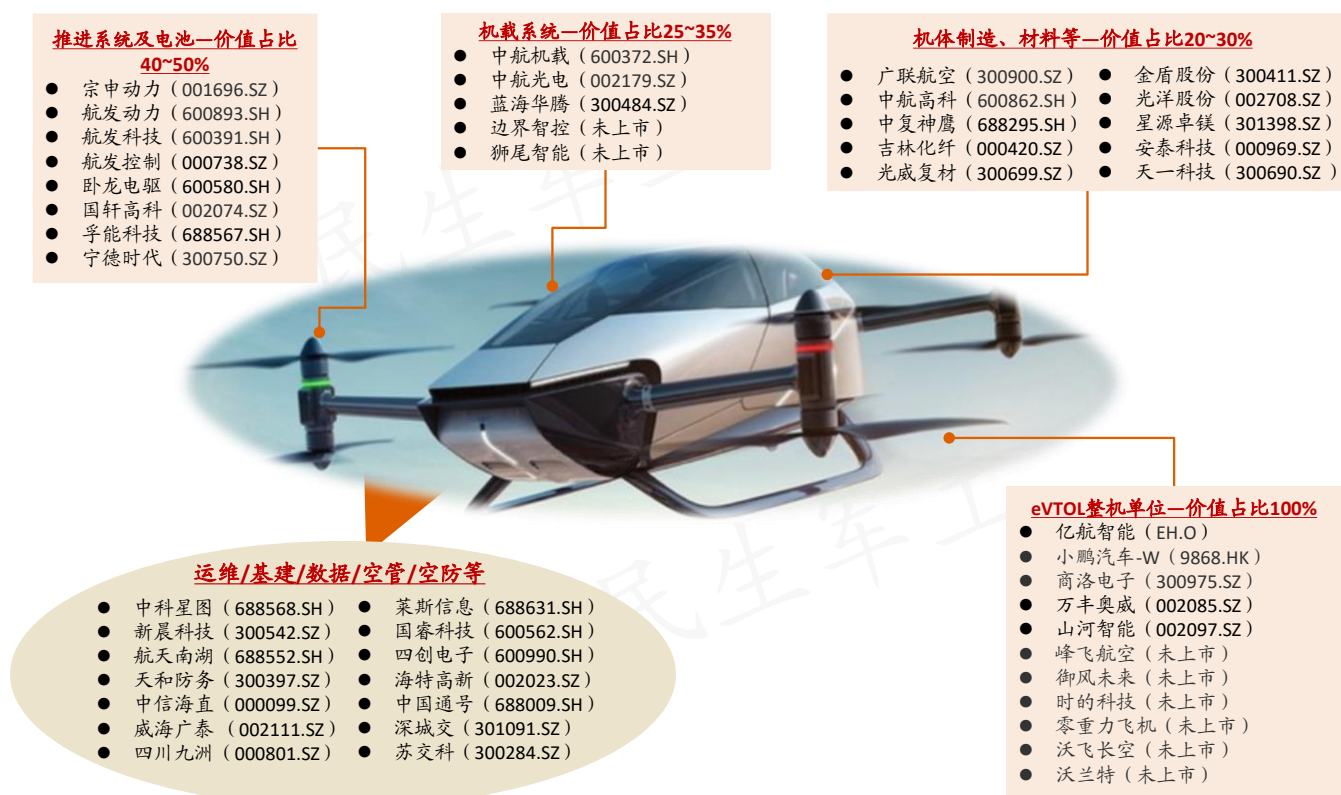 推进系统及电池—价值占比
40~50%
宗申动力（001696.SZ）
航发动力（600893.SH）
航发科技（600391.SH）
航发控制（000738.SZ）
卧龙电驱（600580.SH）
国轩高科（002074.SZ）
孚能科技（688567.SH）
宁德时代（300750.SZ）
机载系统—价值占比25~35%
中航机载（600372.SH）
中航光电（002179.SZ）
蓝海华腾（300484.SZ）
边界智控（未上市）
狮尾智能（未上市）
机体制造、材料等—价值占比20~30%
广联航空（300900.SZ）
中航高科（600862.SH）
中复神鹰（688295.SH）
吉林化纤（000420.SZ）
光威复材（300699.SZ）
金盾股份（300411.SZ）
光洋股份（002708.SZ）
星源卓镁（301398.SZ）
安泰科技（000969.SZ）
天一科技（300690.SZ）
eVTOL整机单位—价值占比100%
亿航智能（EH.O）
小鹏汽车-W（9868.HK）
商洛电子（300975.SZ）
万丰奥威（002085.SZ）
山河智能（002097.SZ）
峰飞航空（未上市）
御风未来（未上市）
时的科技（未上市）
零重力飞机（未上市）
沃飞长空（未上市）
沃兰特（未上市）
运维/基建/数据/空管/空防等
中科星图（688568.SH）
新晨科技（300542.SZ）
航天南湖（688552.SH）
天和防务（300397.SZ）
中信海直（000099.SZ）
威海广泰（002111.SZ）
四川九洲（000801.SZ）
莱斯信息（688631.SH）
国睿科技（600562.SH）
四创电子（600990.SH）
海特高新（002023.SZ）
中国通号（688009.SH）
深城交（301091.SZ）
苏交科（300284.SZ）
民生军工
民生军工